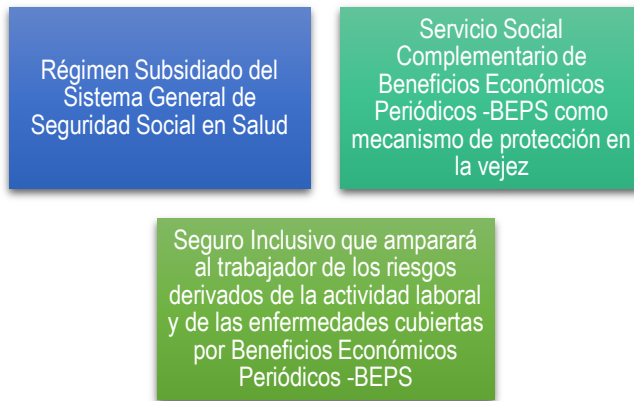 Régimen Subsidiado del
Sistema General de
Seguridad Social en Salud
Servicio Social
Complementario de
Beneficios Económicos
Periódicos -BEPS como
mecanismo de protección en
la vejez
Seguro Inclusivo que amparará
al trabajador de los riesgos
derivados de la actividad laboral
y de las enfermedades cubiertas
por Beneficios Económicos
Periódicos -BEPS